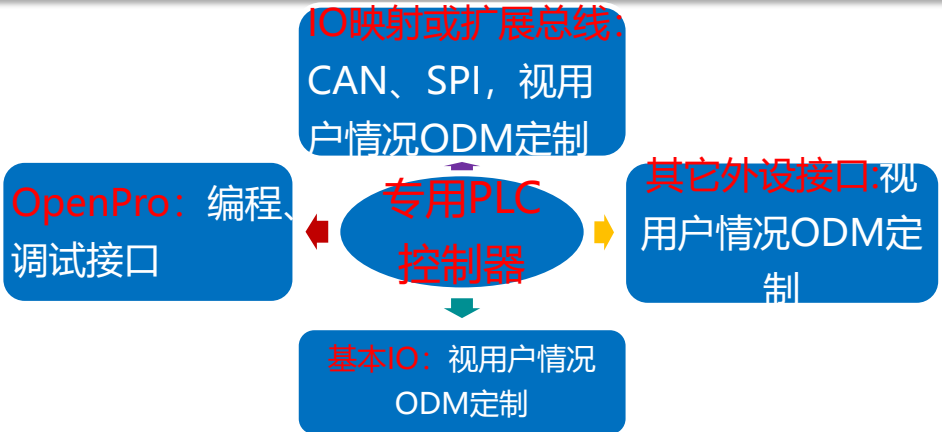 IO映射或扩展总线:
CAN、SPI，视用
户情况ODM定制
OpenPro：编程、
调试接口
专用PLC
控制器
其它外设接口:视
用户情况ODM定
制
基本IO：视用户情况
ODM定制